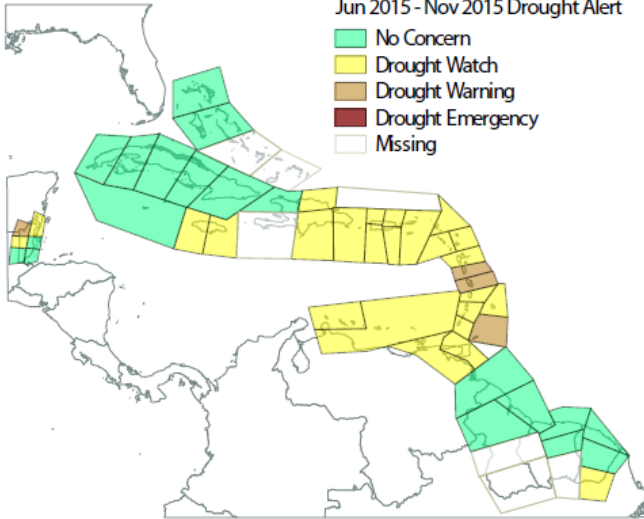 Jun 2015 - Nov 2015 Drought Alert
No Concern
Drought Watch
Drought Warning
Drought Emergency
Missing